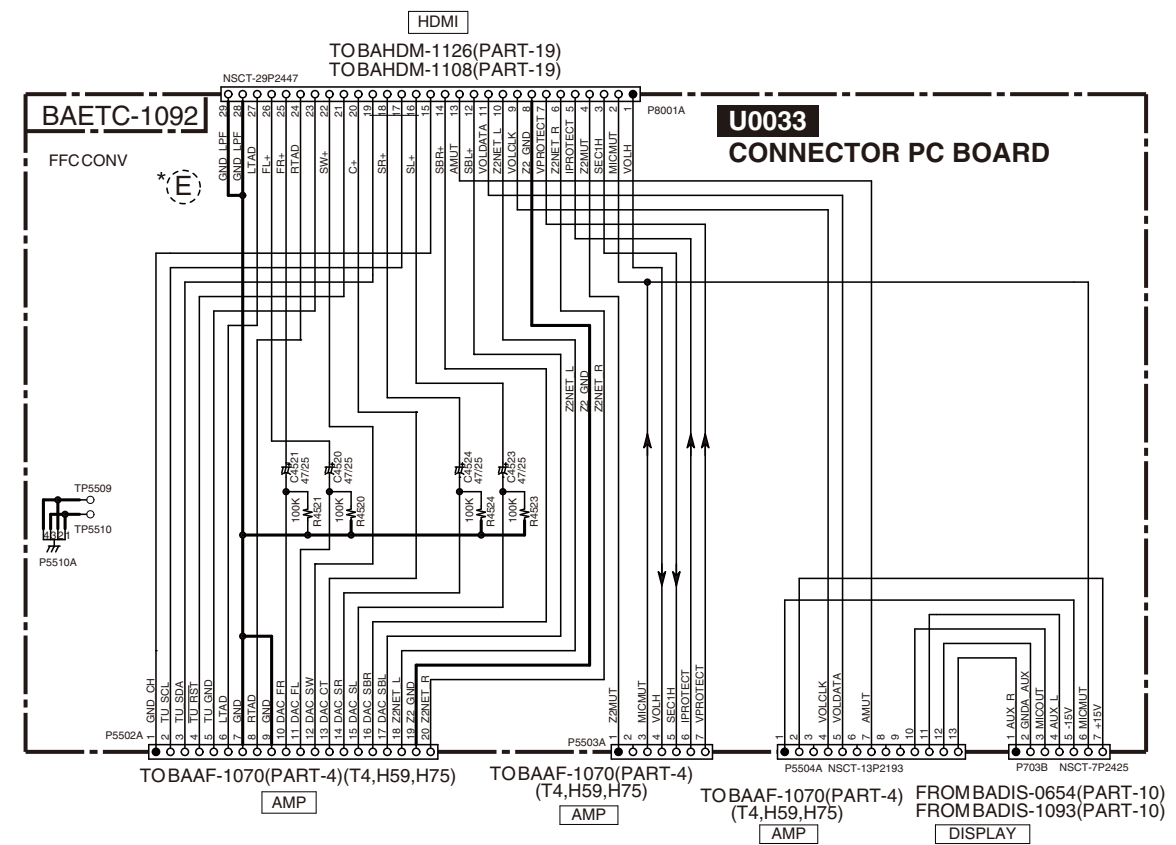 HDMI
TO BAHDM-1126(PART-19)
TO BAHDM-1108(PART-19)
NSCT-29P2447
P8001A
BAETC-1092
FFC CONV
*E
U0033
CONNECTOR PC BOARD
29 28 27 26 25 24 23 22 21 20 19 18 17 16 15 14 13 12 11 10 9 8 7 6 5 4 3 2 1
GND_LPF
GND_LPF
LTAD
FL+
FR+
RTAD
SW+
C+
SR+
SL+
SBR+
AMUT
SBL+
VOLDATA
Z2NET_L
VOLCLK
Z2_GND
VPROTECT
Z2NET_R
IPROTECT
Z2MUT
SEC1H
MICMUT
VOLH
Z2NET_L
Z2_GND
Z2NET_R
C4521
47/25
C4520
47/25
C4524
47/25
C4523
47/25
100K
R4521
100K
R4520
100K
R4524
100K
R4523
TP5509
TP5510
4321
P5510A
GND_CH
TU_SCL
TU_SDA
TU_RST
TU_GND
LTAD
GND
RTAD
GND
DAC_FR
DAC_FL
DAC_SW
DAC_CT
DAC_SR
DAC_SL
DAC_SBR
DAC_SBL
Z2NET_L
Z2_GND
Z2NET_R
1 2 3 4 5 6 7 8 9 10 11 12 13 14 15 16 17 18 19 20
P5502A
TO BAAF-1070(PART-4)(T4,H59,H75)
AMP
Z2MUT
MICMUT
VOLH
SEC1H
IPROTECT
VPROTECT
1 2 3 4 5 6 7
P5503A
TO BAAF-1070(PART-4)
(T4,H59,H75)
AMP
VOLCLK
VOLDATA
AMUT
1 2 3 4 5 6 7 8 9 10 11 12 13
P5504A NSCT-13P2193
TO BAAF-1070(PART-4)
(T4,H59,H75)
AMP
AUX_R
GNDA_AUX
MICOUT
AUX_L
-15V
MICMUT
+15V
1 2 3 4 5 6 7
P703B NSCT-7P2425
FROM BADIS-0654(PART-10)
FROM BADIS-1093(PART-10)
DISPLAY